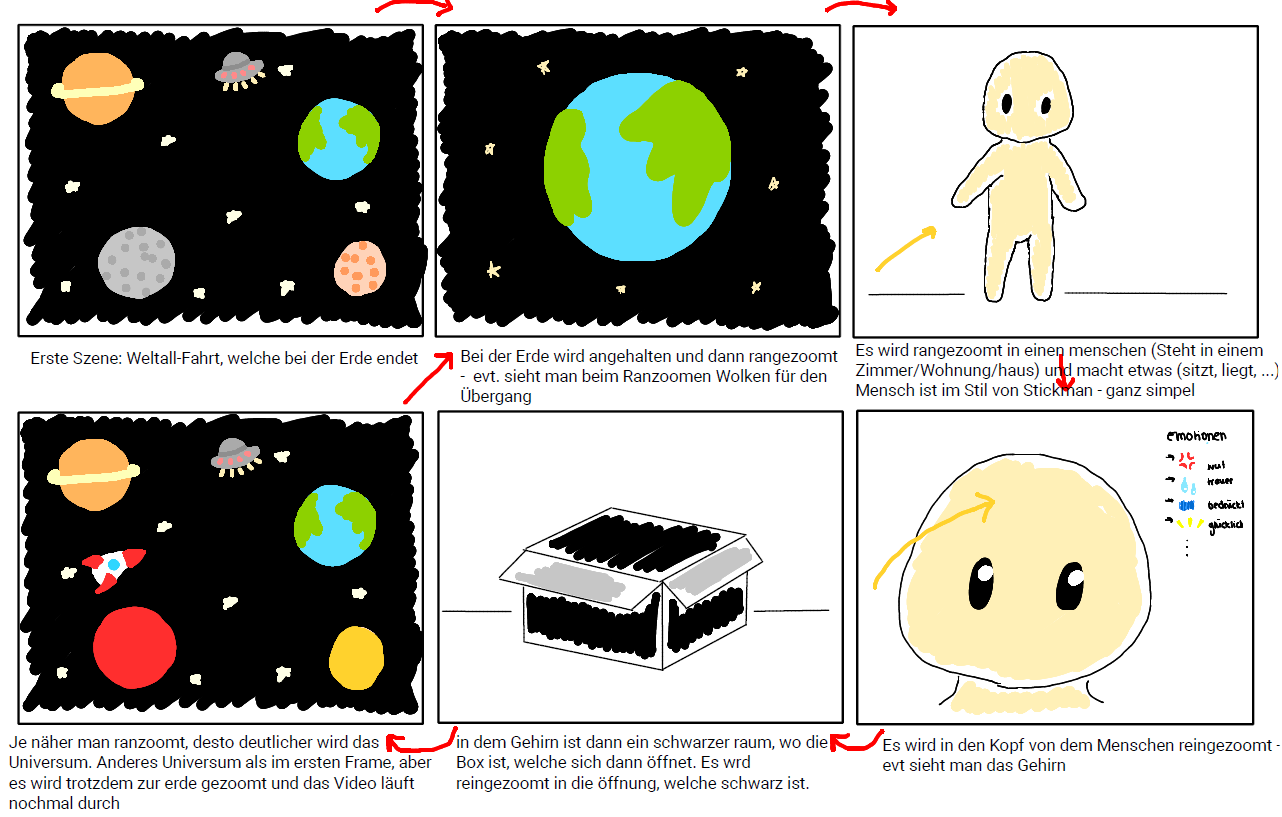 Erste Szene: Weltall-Fahrt, welche bei der Erde endet
Bei der Erde wird angehalten und dann rangezoomt
- evt. sieht man beim Ranzoomen Wolken für den
Übergang
Es wird rangezoomt in einen menschen (Steht in einem
Zimmer/Wohnung/haus) und macht etwas (sitzt, liegt, ...)
Mensch ist im Stil von Stickman - ganz simpel
emotionen
wut
trauer
bedrückt
glücklich
Es wird in den Kopf von dem Menschen reingezoomt -
evt sieht man das Gehirn
in dem Gehirn ist dann ein schwarzer raum, wo die
Box ist, welche sich dann öffnet. Es wrd
reingezoomt in die öffnung, welche schwarz ist.
Je näher man ranzoomt, desto deutlicher wird das
Universum. Anderes Universum als im ersten Frame, aber
es wird trotzdem zur erde gezoomt und das Video läuft
nochmal durch